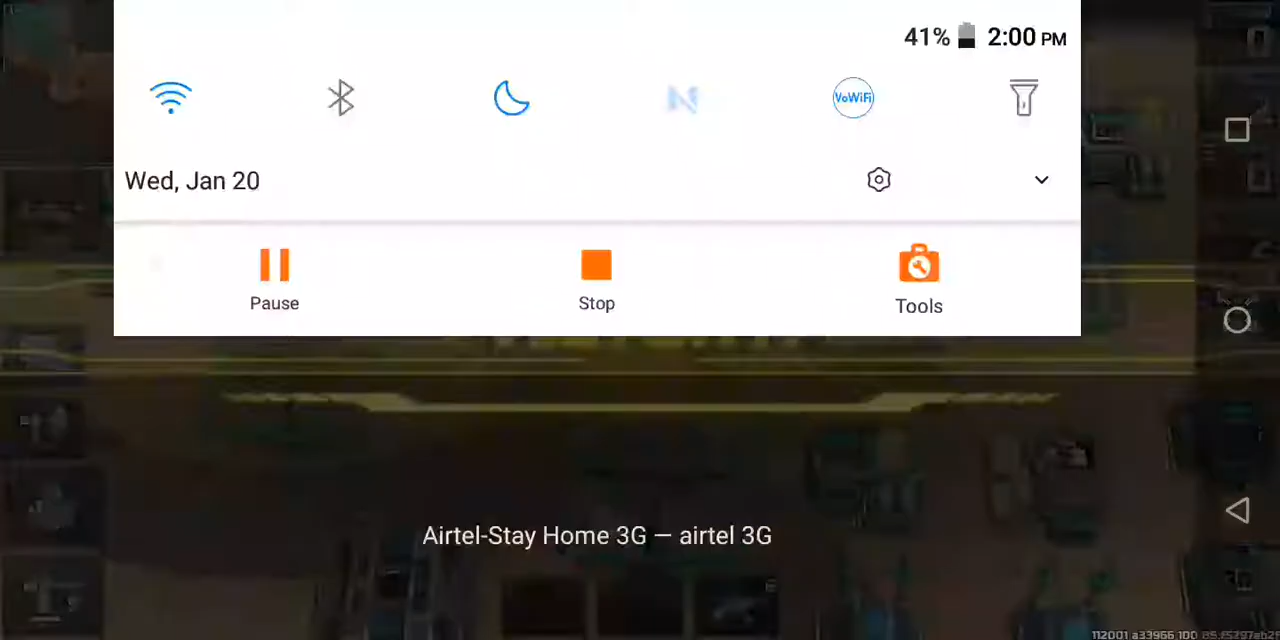 41% 2:00 PM
VoWiFi
Wed, Jan 20
Pause Stop Tools
Airtel-Stay Home 3G — airtel 3G